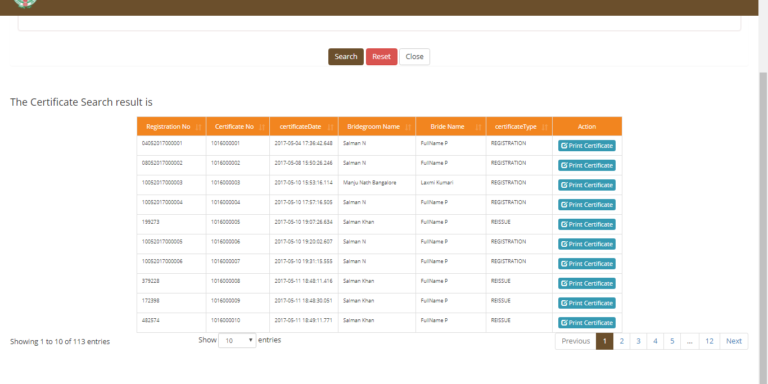 Search Reset Close
The Certificate Search result is
Registration No Certificate No certificateDate Bridegroom Name Bride Name certificateType Action
04052017000001 1016000001 2017-05-04 17:36:42.648 Salman N FullName P REGISTRATION Print Certificate
08052017000002 1016000002 2017-05-08 15:50:26.246 Salman N FullName P REGISTRATION Print Certificate
10052017000003 1016000003 2017-05-10 15:53:16.114 Manju Nath Bangalore Laxmi Kumari REGISTRATION Print Certificate
10052017000004 1016000004 2017-05-10 17:57:16.505 Salman N FullName P REGISTRATION Print Certificate
199273 1016000005 2017-05-10 19:07:26.634 Salman Khan FullName P REISSUE Print Certificate
10052017000005 1016000006 2017-05-10 19:20:02.607 Salman N FullName P REGISTRATION Print Certificate
10052017000006 1016000007 2017-05-10 19:31:15.555 Salman N FullName P REGISTRATION Print Certificate
379228 1016000008 2017-05-11 18:48:11.416 Salman Khan FullName P REISSUE Print Certificate
172398 1016000009 2017-05-11 18:48:30.051 Salman Khan FullName P REISSUE Print Certificate
482574 1016000010 2017-05-11 18:49:11.771 Salman Khan FullName P REISSUE Print Certificate
Showing 1 to 10 of 113 entries Show 10 entries Previous 1 2 3 4 5 ... 12 Next